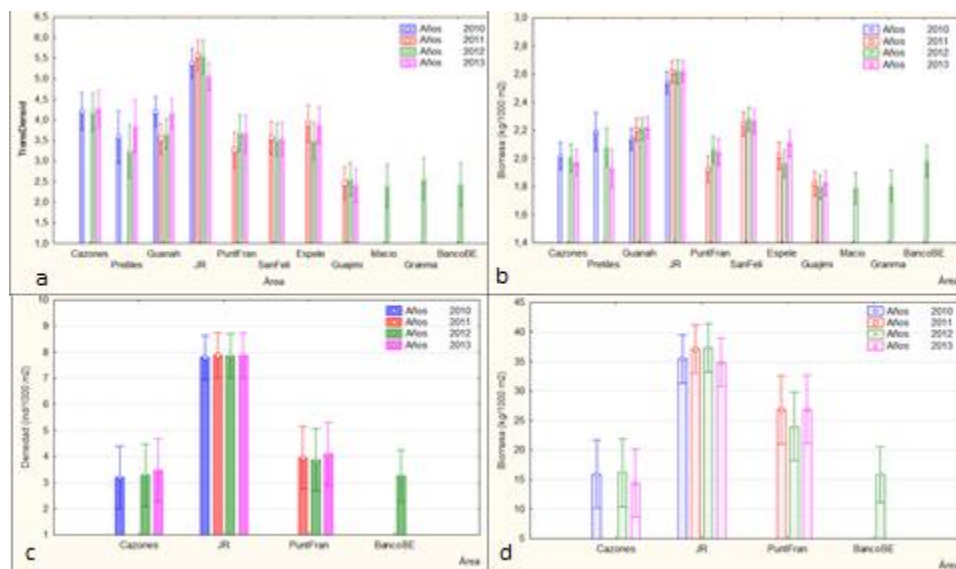 6,5
6,0
5,5
5,0
4,5
4,0
3,5
3,0
2,5
2,0
1,5
1,0
TransDensid
Años 2010
Años 2011
Años 2012
Años 2013
Cazones Guanah PuntFran Espele Macio BancoBE
Pretiles JR SanFeli Guajimi Granma
Área
a
3,0
2,8
2,6
2,4
2,2
2,0
1,8
1,6
1,4
Biomasa (kg/1000 m2)
Años 2010
Años 2011
Años 2012
Años 2013
Cazones Guanah PuntFran Espele Macio BancoBE
Pretiles JR SanFeli Guajimi Granma
Área
b
10
9
8
7
6
5
4
3
2
1
Densidad (ind/1000 m2)
Años 2010
Años 2011
Años 2012
Años 2013
Cazones JR PuntFran BancoBE
Área
c
45
40
35
30
25
20
15
10
5
Biomasa (kg/1000 m2)
Años 2010
Años 2011
Años 2012
Años 2013
Cazones JR PuntFran BancoBE
Área
d